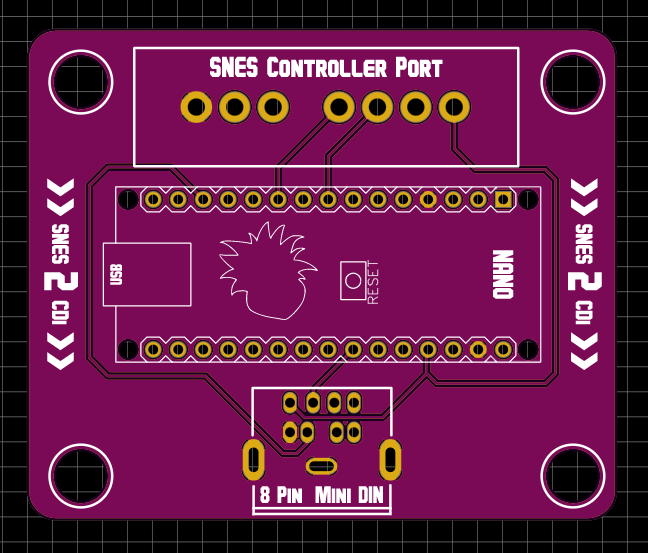 SNES CONTROLLER PORT
SNES
2
CDI
USB
RESET
NANO
SNES
2
CDI
8 PIN MINI DIN